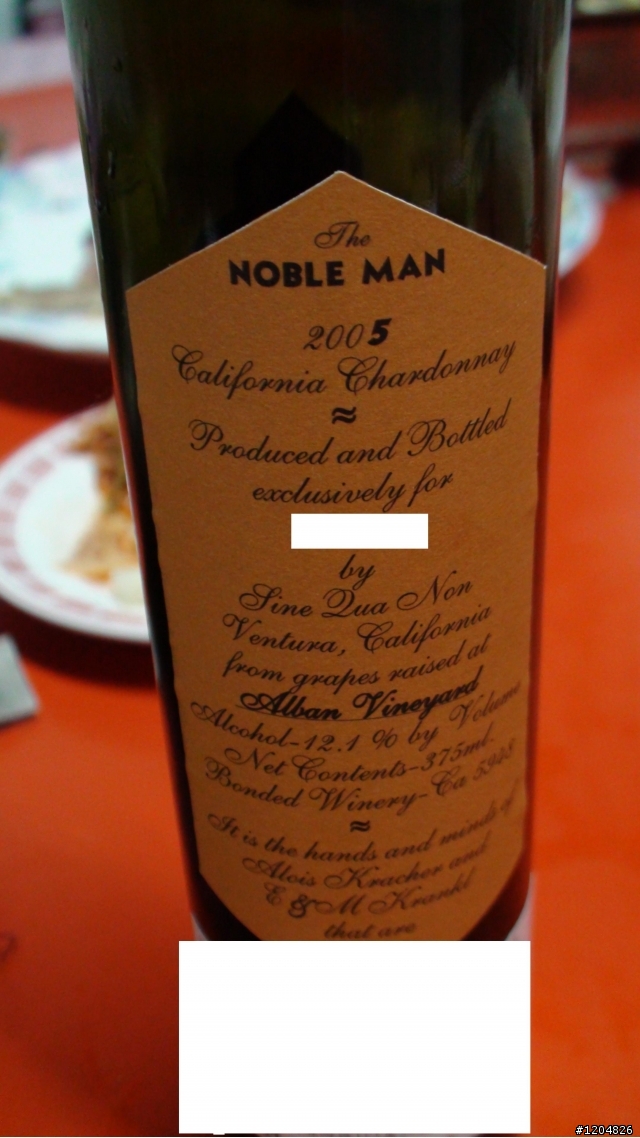 The
NOBLE MAN
2005
California Chardonnay
≈
Produced and Bottled
exclusively for
by
Sine Qua Non
Ventura, California
from grapes raised at
Alban Vineyard
Alcohol-12.1 % by Volume
Net Contents-375ml.
Bonded Winery-Ca 5948
≈
It is the hands and minds of
Alois Kracher and
E & M Krankl
that are
#1204826